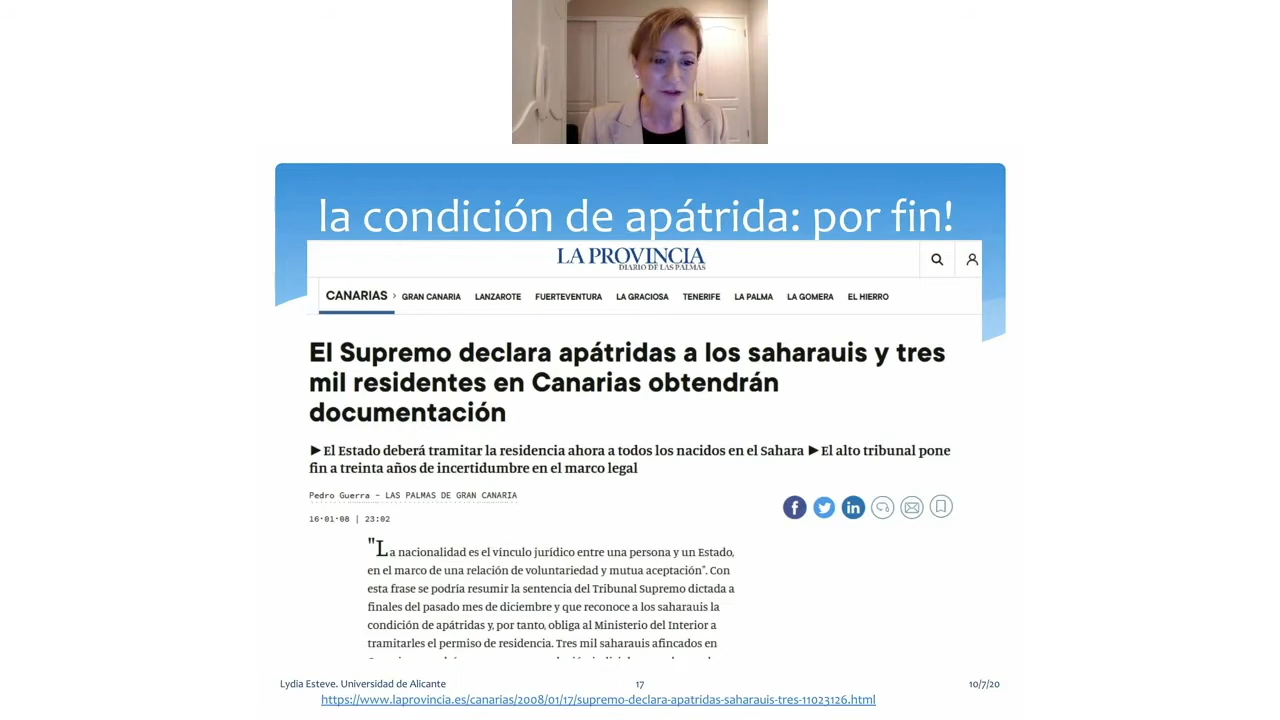 la condición de apátrida: por fin!
LA PROVINCIA
DIARIO DE LAS PALMAS
CANARIAS › GRAN CANARIA LANZAROTE FUERTEVENTURA LA GRACIOSA TENERIFE LA PALMA LA GOMERA EL HIERRO
El Supremo declara apátridas a los saharauis y tres
mil residentes en Canarias obtendrán
documentación
►El Estado deberá tramitar la residencia ahora a todos los nacidos en el Sahara ►El alto tribunal pone
fin a treinta años de incertidumbre en el marco legal
Pedro Guerra - LAS PALMAS DE GRAN CANARIA
16·01·08 | 23:02
"La nacionalidad es el vínculo jurídico entre una persona y un Estado,
en el marco de una relación de voluntariedad y mutua aceptación". Con
esta frase se podría resumir la sentencia del Tribunal Supremo dictada a
finales del pasado mes de diciembre y que reconoce a los saharauis la
condición de apátridas y, por tanto, obliga al Ministerio del Interior a
tramitarles el permiso de residencia. Tres mil saharauis afincados en
Lydia Esteve. Universidad de Alicante 17 10/7/20
https://www.laprovincia.es/canarias/2008/01/17/supremo-declara-apatridas-saharauis-tres-11023126.html